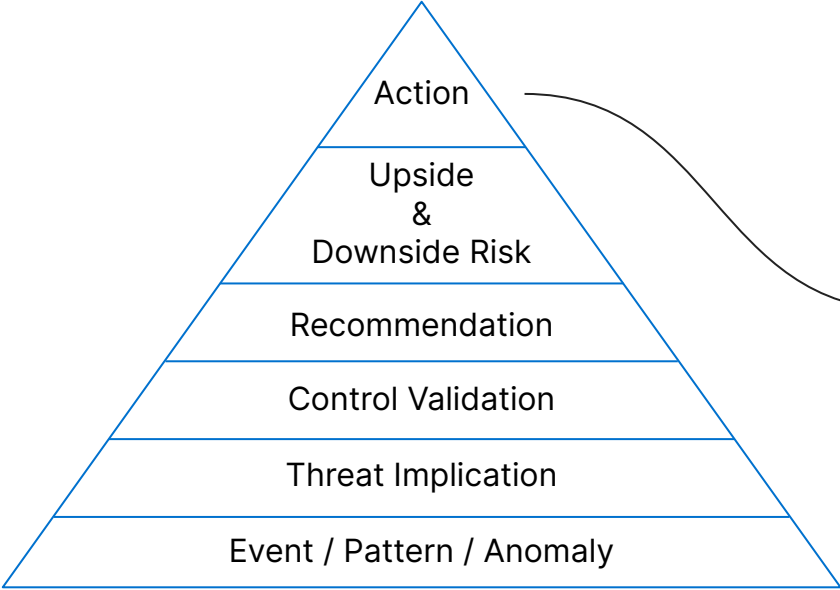 Action
Upside
&
Downside Risk
Recommendation
Control Validation
Threat Implication
Event / Pattern / Anomaly